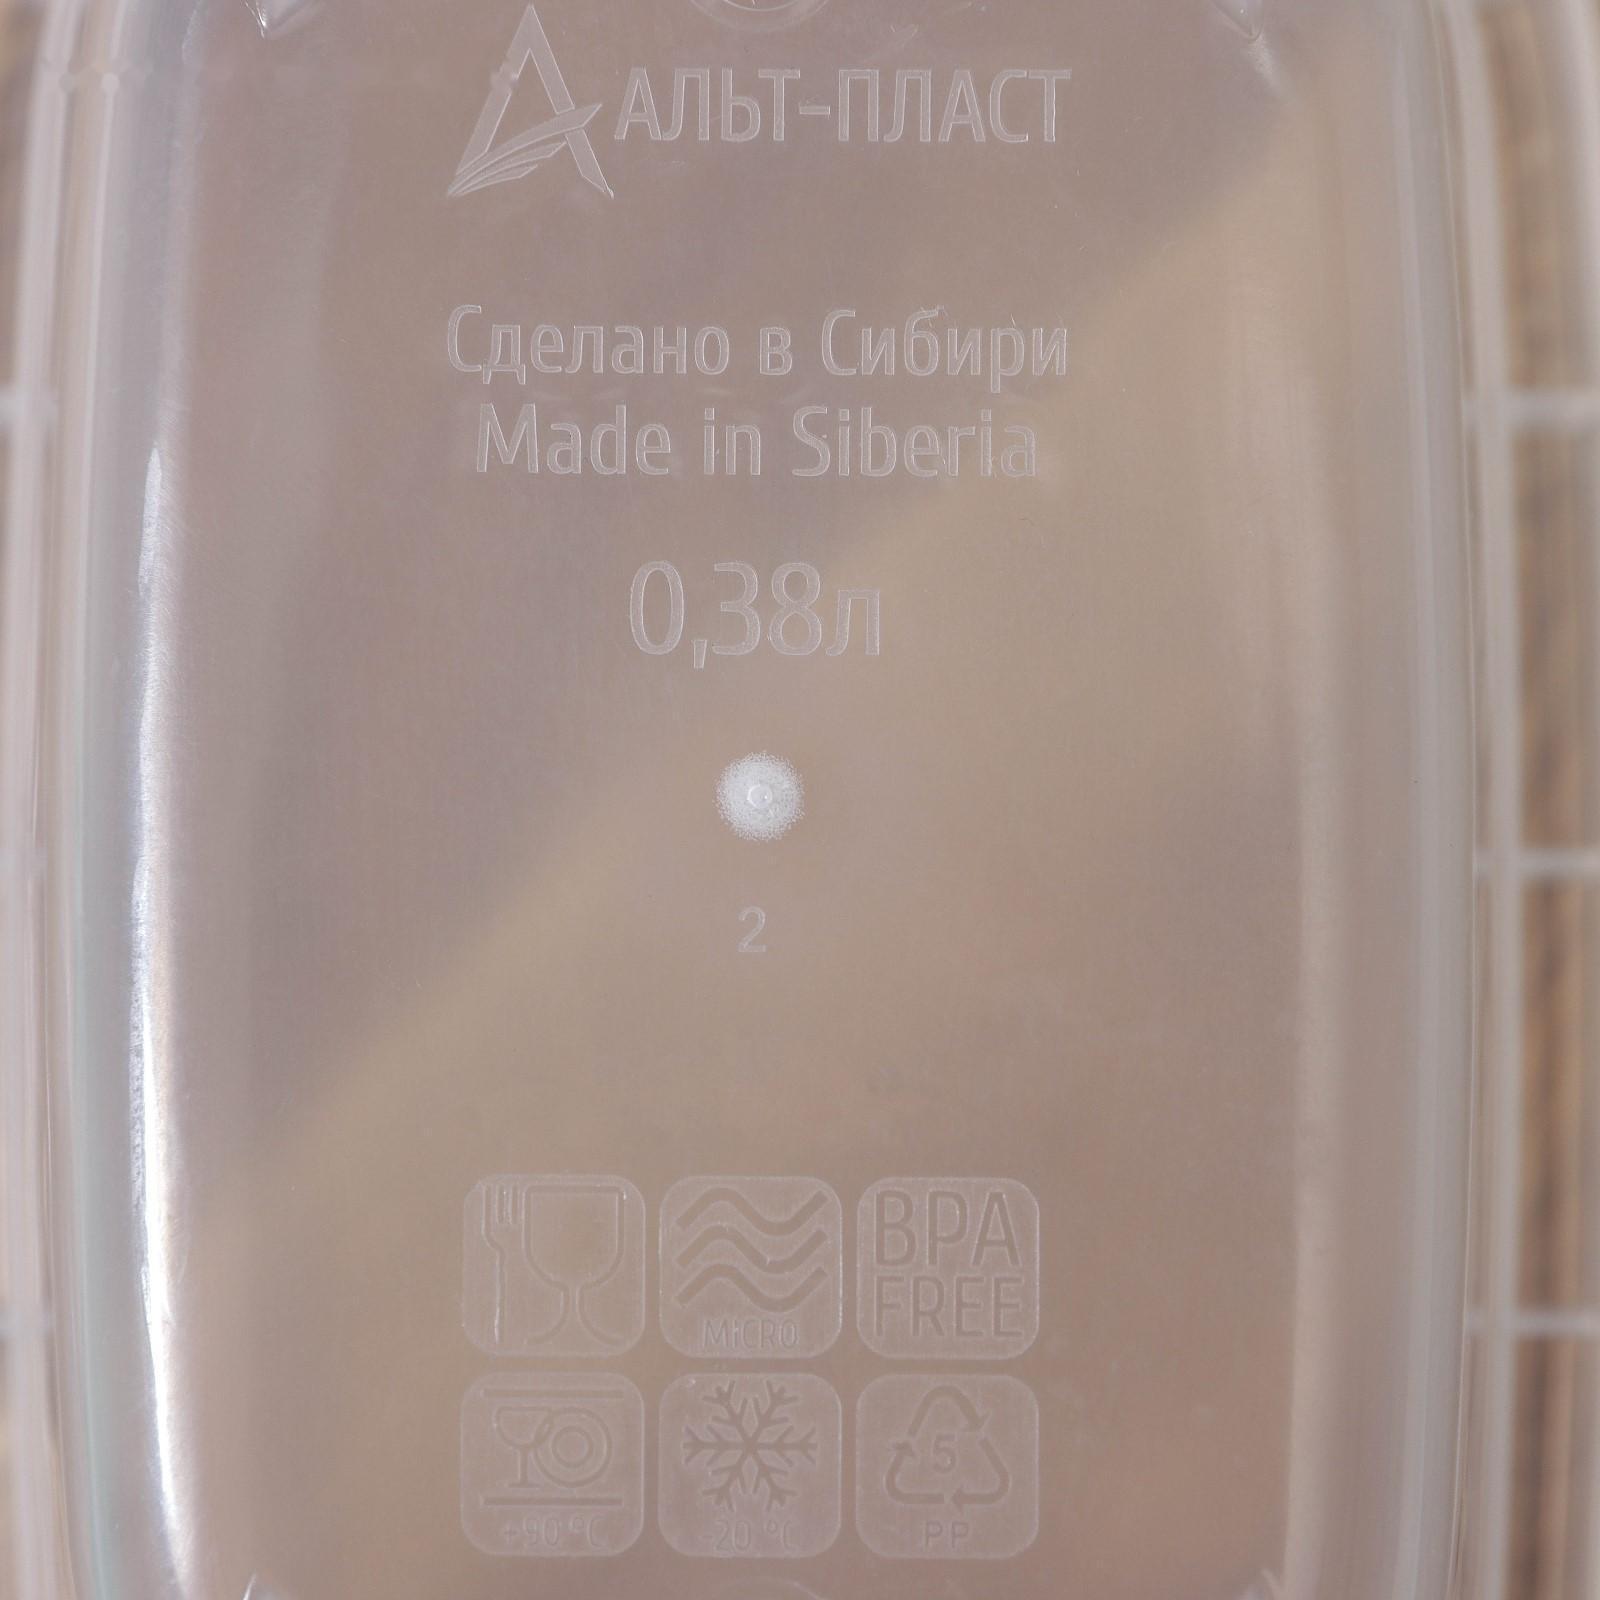 АЛЬТ-ПЛАСТ
Сделано в Сибири
Made in Siberia
0,38л
2
MiCRO
BPA
FREE
+90 °C
-20 °C
5
PP